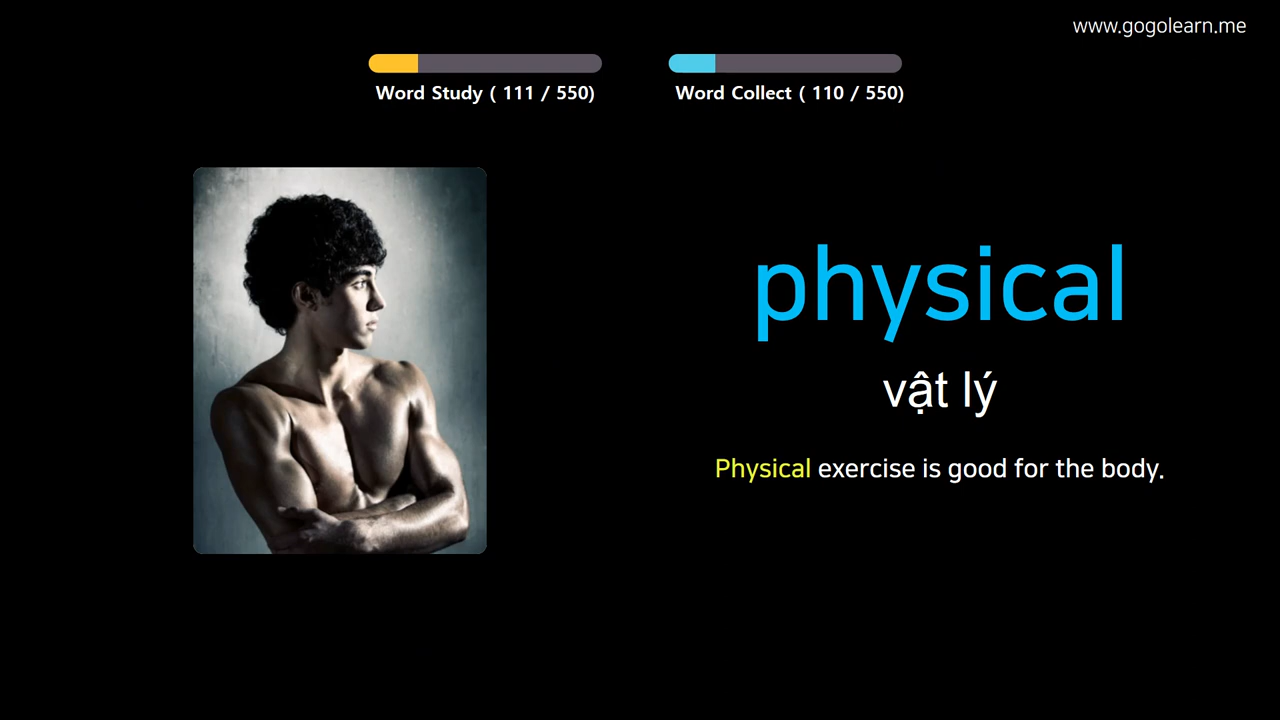 www.gogolearn.me
Word Study ( 111 / 550)
Word Collect ( 110 / 550)
physical
vật lý
Physical exercise is good for the body.